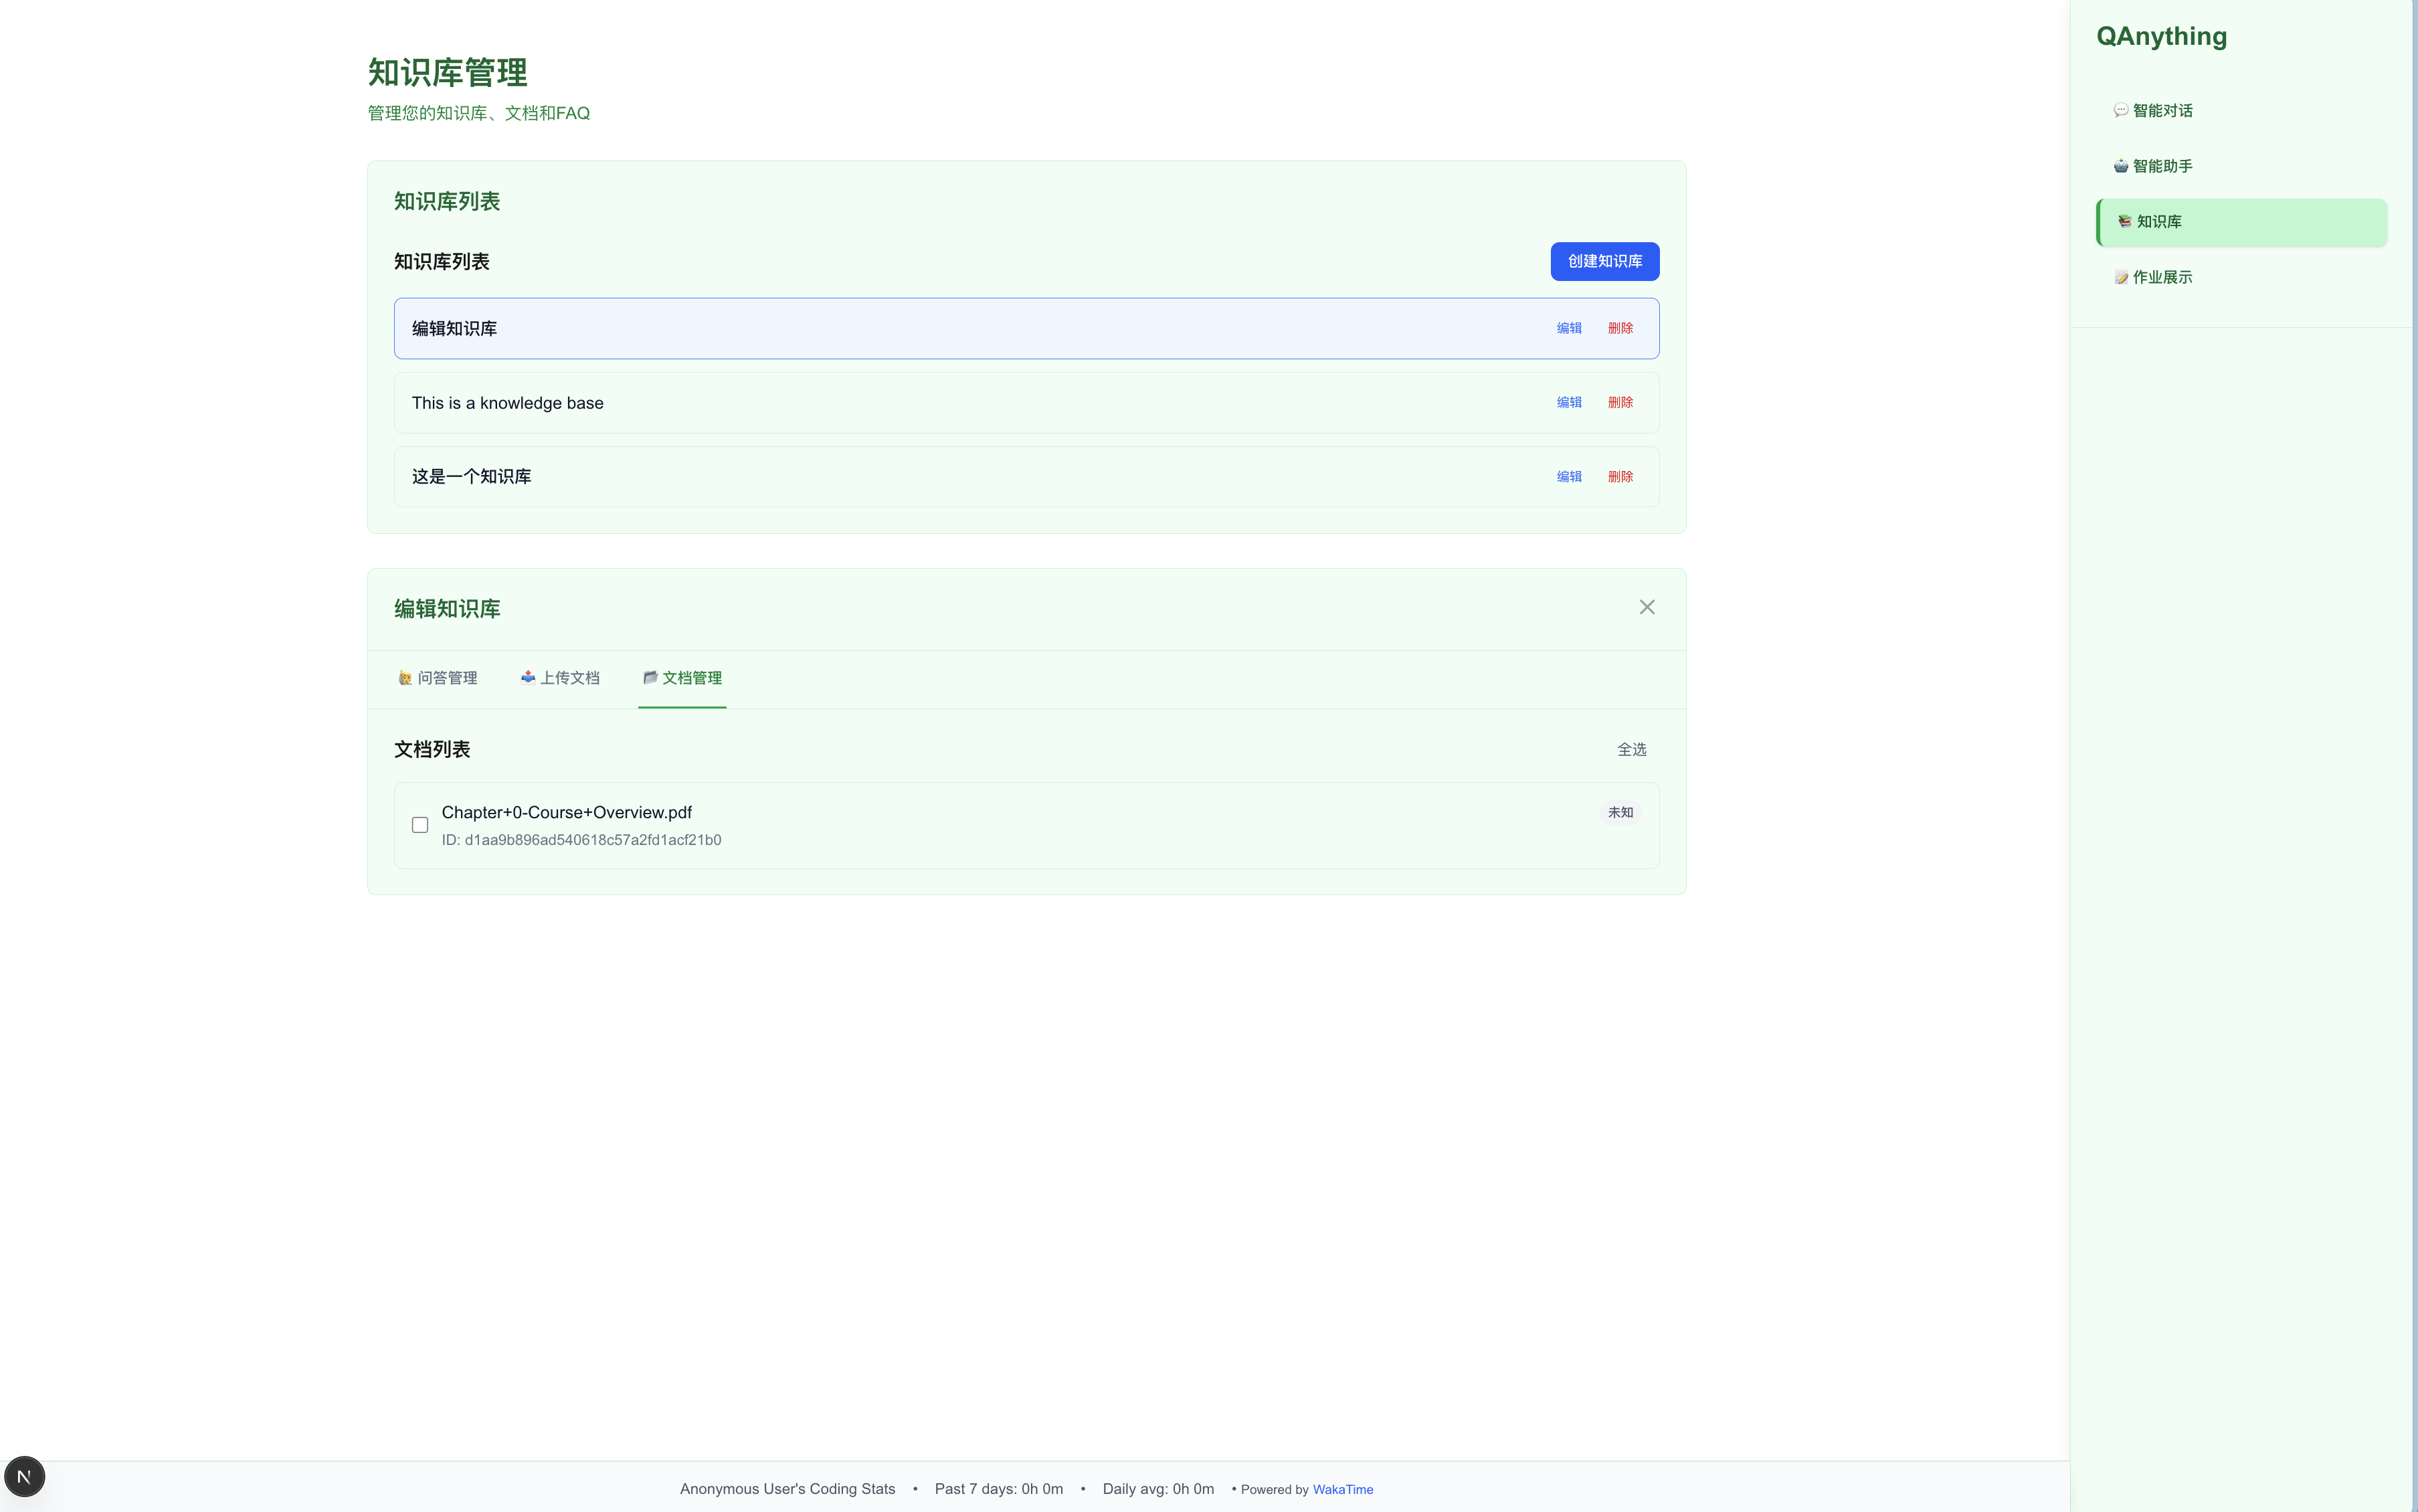 知识库管理
管理您的知识库、文档和FAQ
知识库列表
知识库列表
创建知识库
编辑知识库
编辑
删除
This is a knowledge base
编辑
删除
这是一个知识库
编辑
删除
编辑知识库
问答管理
上传文档
文档管理
文档列表
全选
Chapter+0-Course+Overview.pdf
未知
ID: d1aa9b896ad540618c57a2fd1acf21b0
QAnything
智能对话
智能助手
知识库
作业展示
N
Anonymous User's Coding Stats • Past 7 days: 0h 0m • Daily avg: 0h 0m • Powered by WakaTime